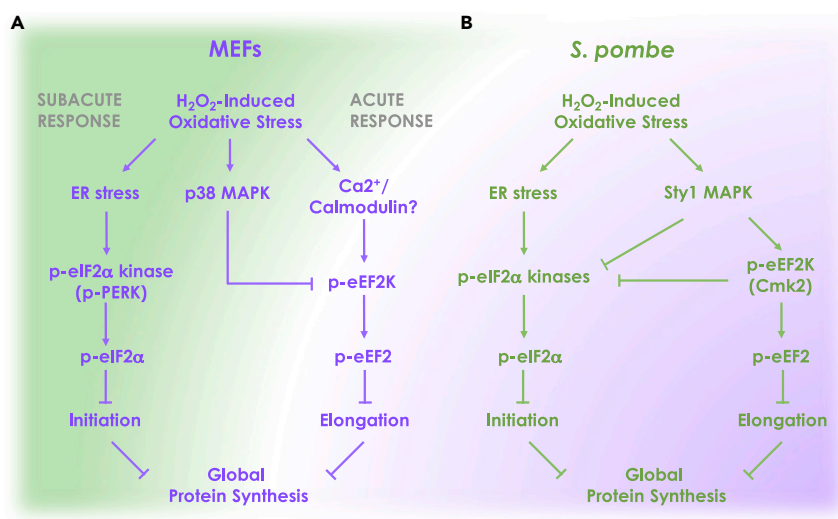 A
MEFs
SUBACUTE
RESPONSE
H₂O₂-Induced
Oxidative Stress
ACUTE
RESPONSE
ER stress
p38 MAPK
Ca2⁺/
Calmodulin?
p-eIF2α kinase
(p-PERK)
p-eEF2K
p-eIF2α
p-eEF2
Initiation
Elongation
Global
Protein Synthesis
B
S. pombe
H₂O₂-Induced
Oxidative Stress
ER stress
Sty1 MAPK
p-eIF2α kinases
p-eEF2K
(Cmk2)
p-eIF2α
p-eEF2
Initiation
Elongation
Global
Protein Synthesis